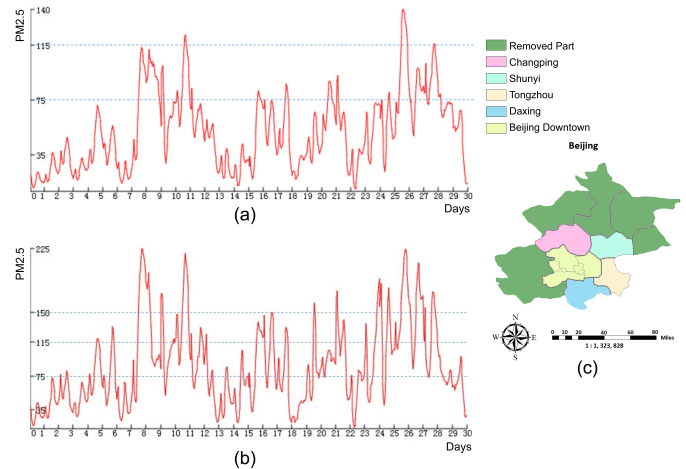 PM2.5
140
115
75
35
0 1 2 3 4 5 6 7 8 9 10 11 12 13 14 15 16 17 18 19 20 21 22 23 24 25 26 27 28 29 30
Days
(a)
PM2.5
225
150
115
75
35
0 1 2 3 4 5 6 7 8 9 10 11 12 13 14 15 16 17 18 19 20 21 22 23 24 25 26 27 28 29 30
Days
(b)
Removed Part
Changping
Shunyi
Tongzhou
Daxing
Beijing Downtown
Beijing
N
W E
S
0 10 20 40 60 80 Miles
1 : 1, 323, 828
(c)